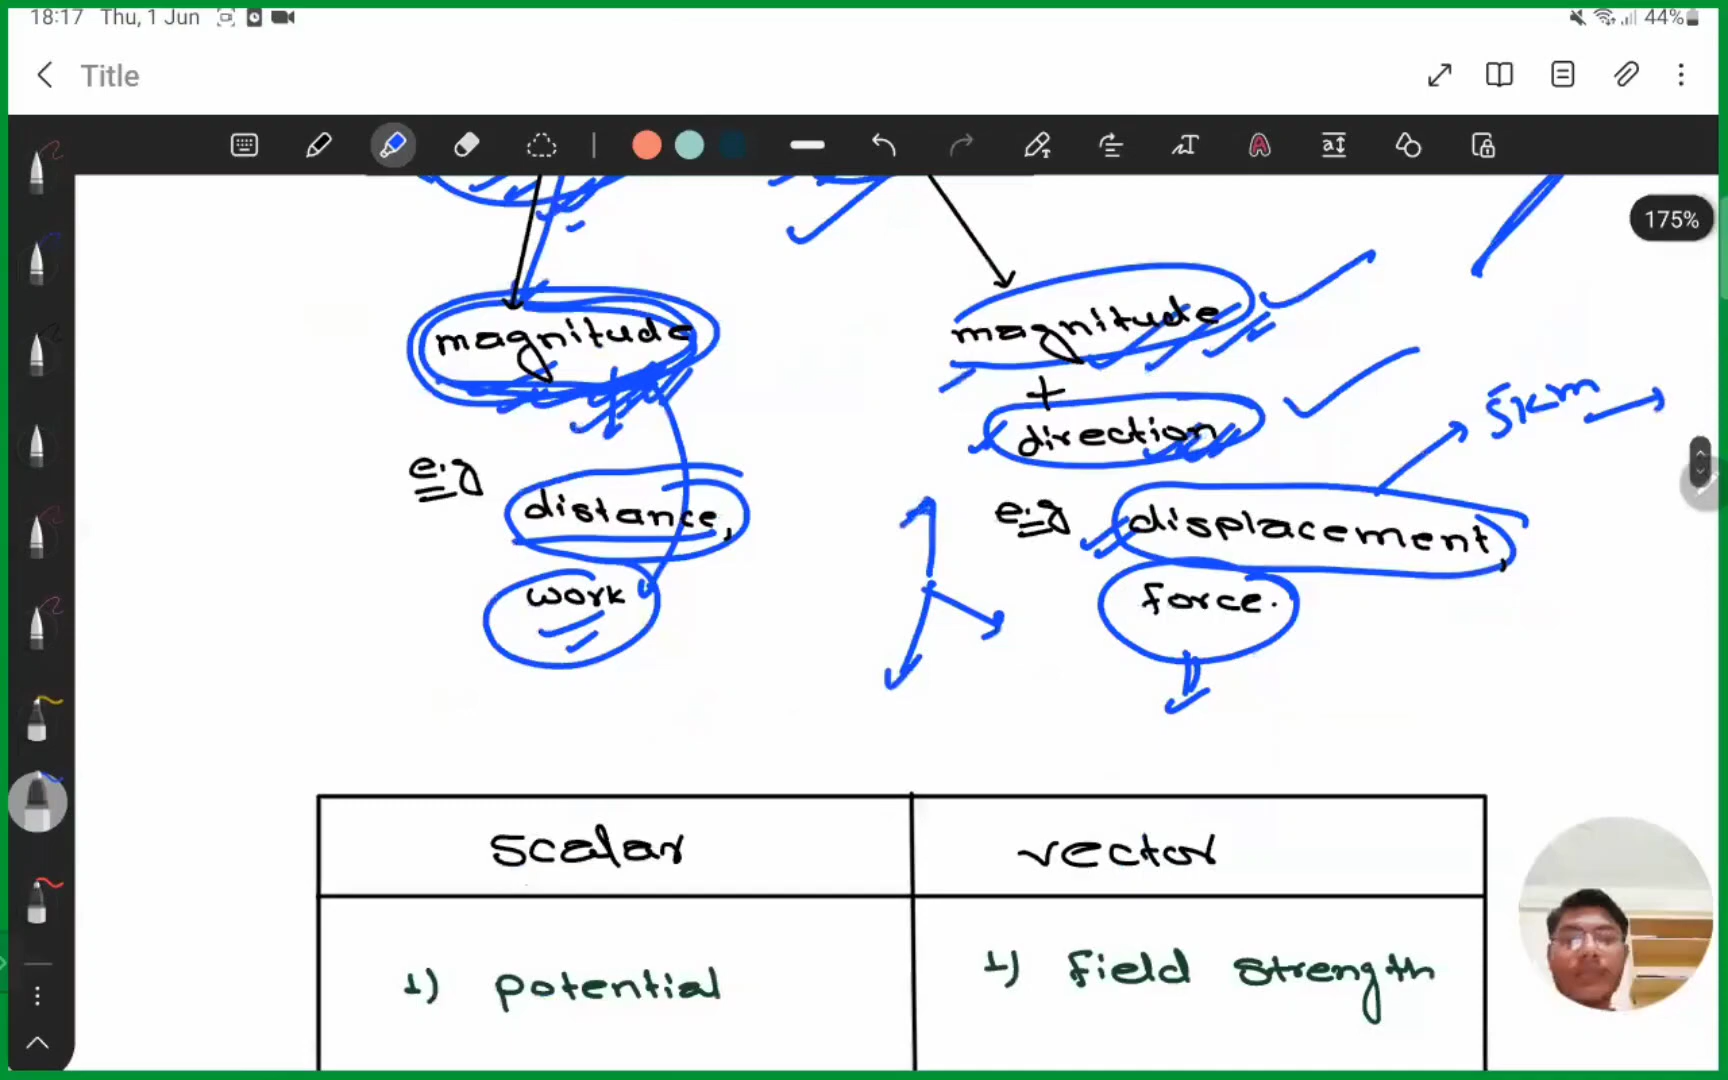 18:17 Thu, 1 Jun
44%
Title
175%
magnitude
magnitude
+
direction
5km
e.g
distance,
work
e.g
displacement,
force.
Scalar
vector
1) potential
1) field strength